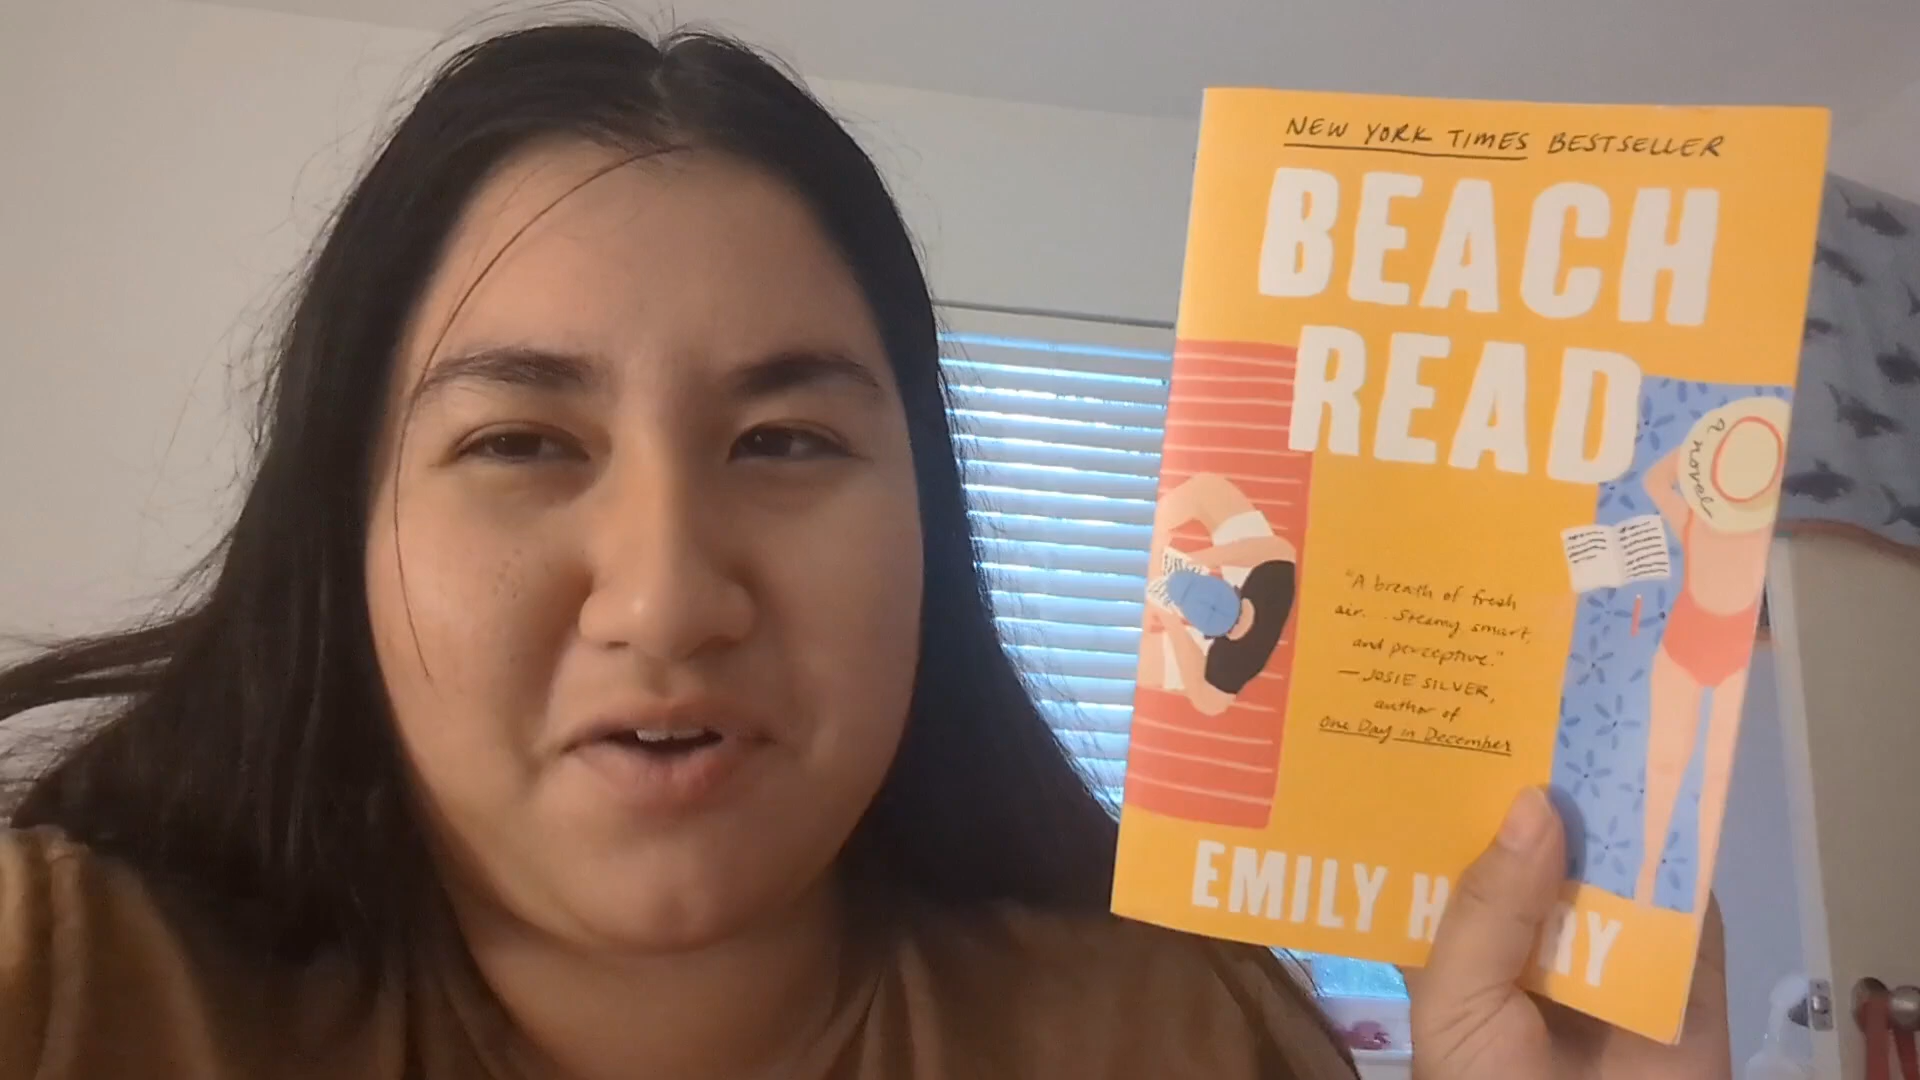 NEW YORK TIMES BESTSELLER
BEACH
READ
a novel
"A breath of fresh
air... Steamy, smart,
and perceptive."
—JOSIE SILVER,
author of
One Day in December
EMILY